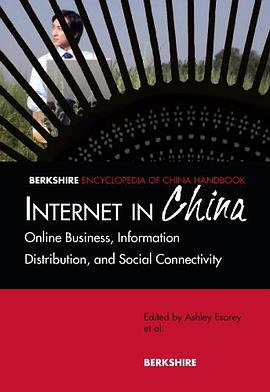 BERKSHIRE ENCYCLOPEDIA OF CHINA HANDBOOK
INTERNET IN China
Online Business, Information
Distribution, and Social Connectivity
Edited by Ashley Esarey
et al.
BERKSHIRE